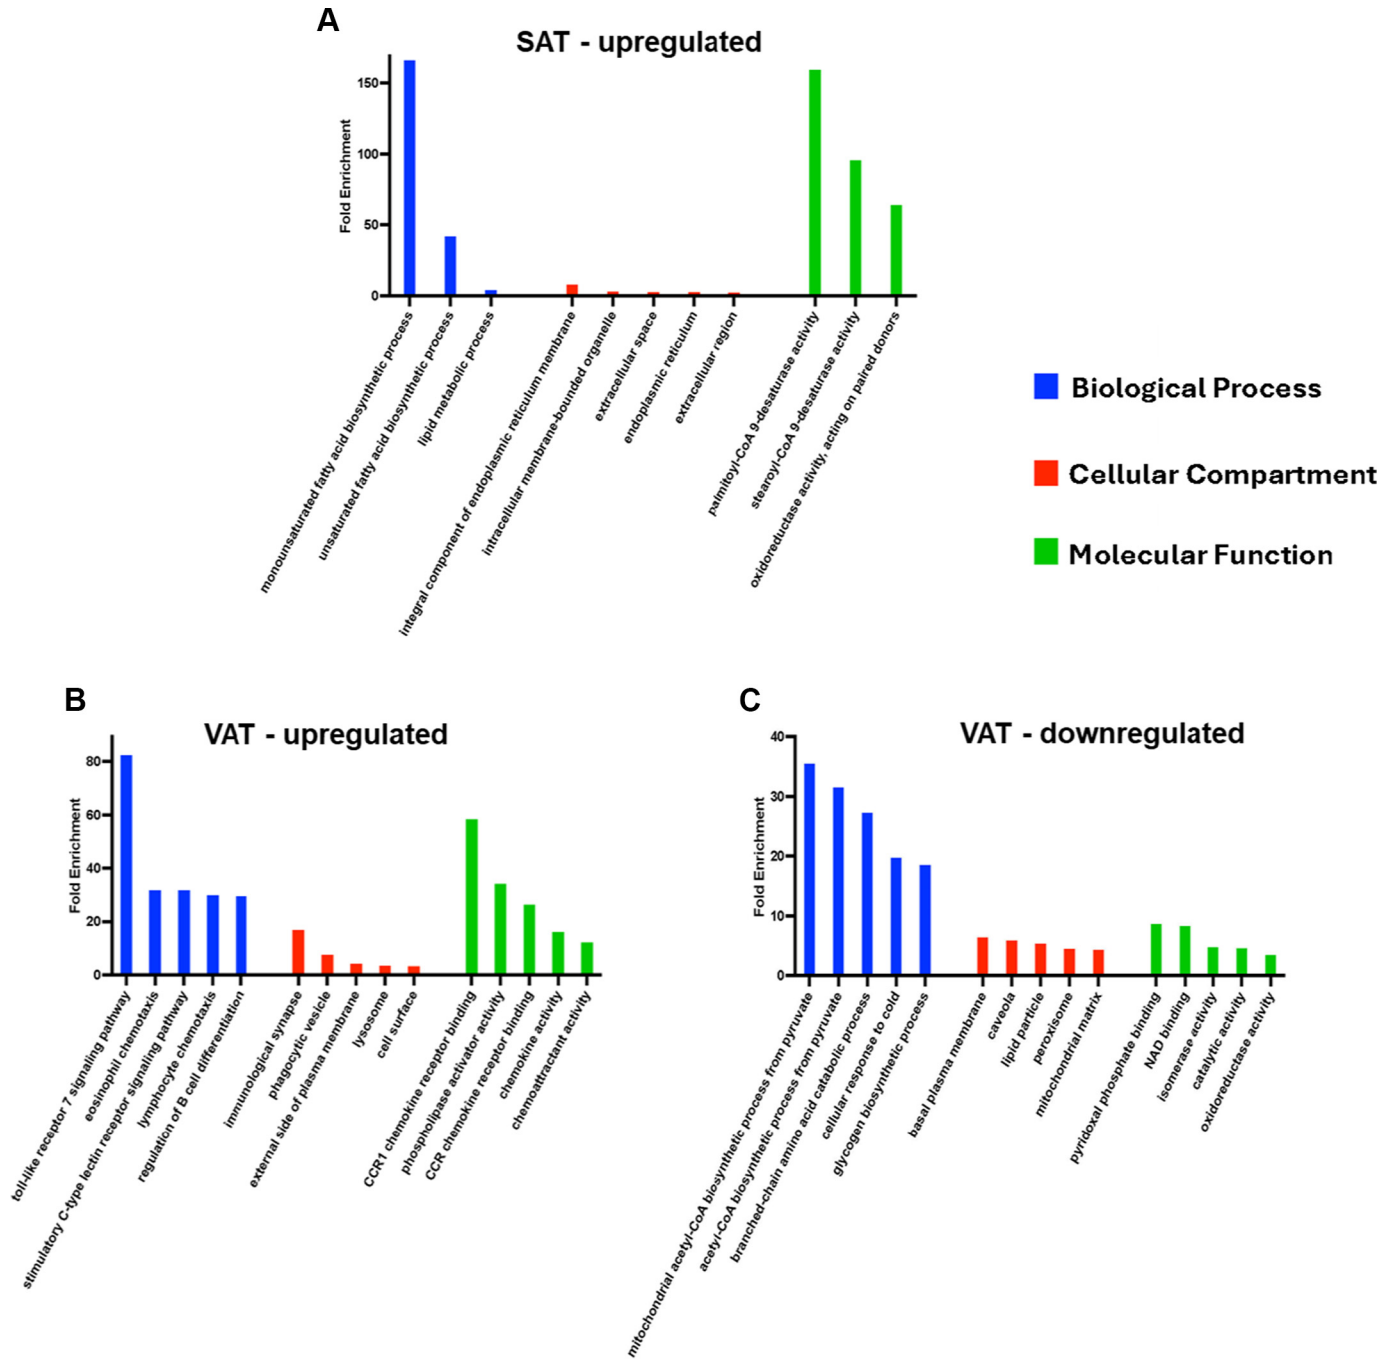 A
SAT - upregulated
Fold Enrichment
150
100
50
0
monounsaturated fatty acid biosynthetic process
unsaturated fatty acid biosynthetic process
lipid metabolic process
integral component of endoplasmic reticulum membrane
intracellular membrane-bounded organelle
extracellular space
endoplasmic reticulum
extracellular region
palmitoyl-CoA 9-desaturase activity
stearoyl-CoA 9-desaturase activity
oxidoreductase activity, acting on paired donors
Biological Process
Cellular Compartment
Molecular Function
B
VAT - upregulated
Fold Enrichment
80
60
40
20
0
toll-like receptor 7 signaling pathway
eosinophil chemotaxis
stimulatory C-type lectin receptor signaling pathway
lymphocyte chemotaxis
regulation of B cell differentiation
immunological synapse
phagocytic vesicle
external side of plasma membrane
lysosome
cell surface
CCR1 chemokine receptor binding
phospholipase activator activity
CCR chemokine receptor binding
chemokine activity
chemoattractant activity
C
VAT - downregulated
Fold Enrichment
40
30
20
10
0
mitochondrial acetyl-CoA biosynthetic process from pyruvate
acetyl-CoA biosynthetic process from pyruvate
branched-chain amino acid catabolic process
cellular response to cold
glycogen biosynthetic process
basal plasma membrane
caveola
lipid particle
peroxisome
mitochondrial matrix
pyridoxal phosphate binding
NAD binding
isomerase activity
catalytic activity
oxidoreductase activity